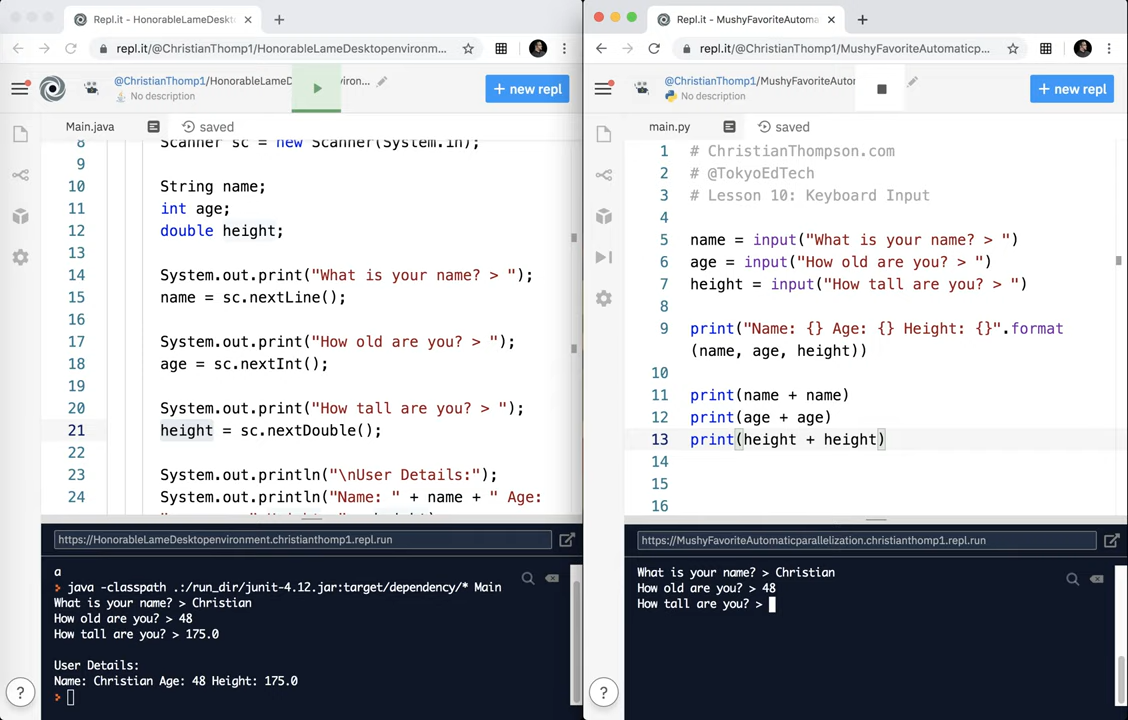 Repl.it - HonorableLameDeskt
repl.it/@ChristianThomp1/HonorableLameDesktopenvironm...
@ChristianThomp1/HonorableLameD
iron...
No description
+ new repl
Main.java
saved
8 Scanner sc = new Scanner(System.in);
9
10 String name;
11 int age;
12 double height;
13
14 System.out.print("What is your name? > ");
15 name = sc.nextLine();
16
17 System.out.print("How old are you? > ");
18 age = sc.nextInt();
19
20 System.out.print("How tall are you? > ");
21 height = sc.nextDouble();
22
23 System.out.println("\nUser Details:");
24 System.out.println("Name: " + name + " Age:
https://HonorableLameDesktopenvironment.christianthomp1.repl.run
a
> java -classpath .:/run_dir/junit-4.12.jar:target/dependency/* Main
What is your name? > Christian
How old are you? > 48
How tall are you? > 175.0
User Details:
Name: Christian Age: 48 Height: 175.0
>
?
Repl.it - MushyFavoriteAutoma
repl.it/@ChristianThomp1/MushyFavoriteAutomaticp...
@ChristianThomp1/MushyFavoriteAutor
No description
+ new repl
main.py
saved
1 # ChristianThompson.com
2 # @TokyoEdTech
3 # Lesson 10: Keyboard Input
4
5 name = input("What is your name? > ")
6 age = input("How old are you? > ")
7 height = input("How tall are you? > ")
8
9 print("Name: {} Age: {} Height: {}".format
(name, age, height))
10
11 print(name + name)
12 print(age + age)
13 print(height + height)
14
15
16
https://MushyFavoriteAutomaticparallelization.christianthomp1.repl.run
What is your name? > Christian
How old are you? > 48
How tall are you? >
?